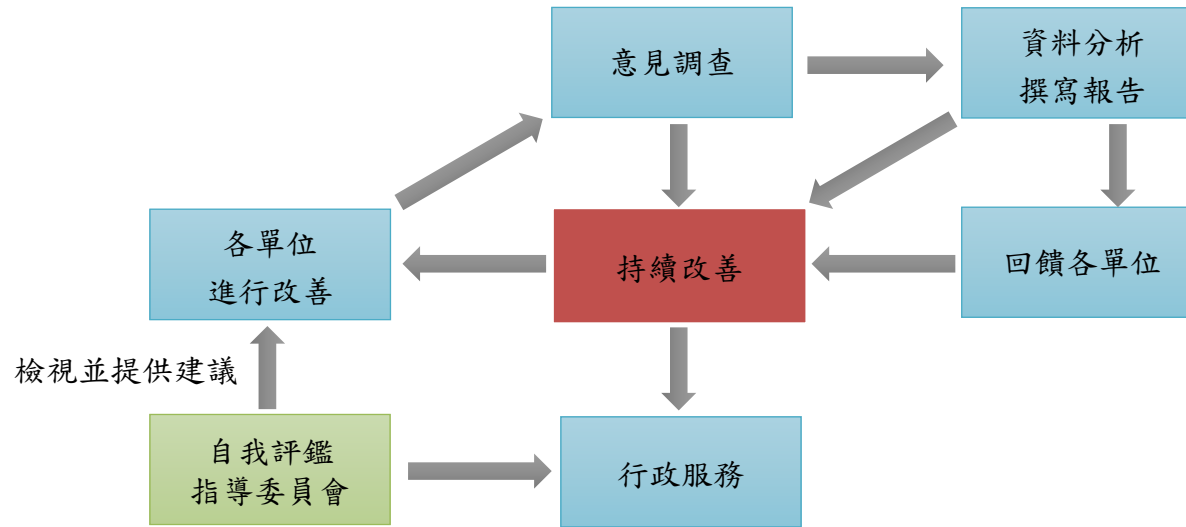 意見調查
資料分析
撰寫報告
各單位
進行改善
持續改善
回饋各單位
檢視並提供建議
自我評鑑
指導委員會
行政服務